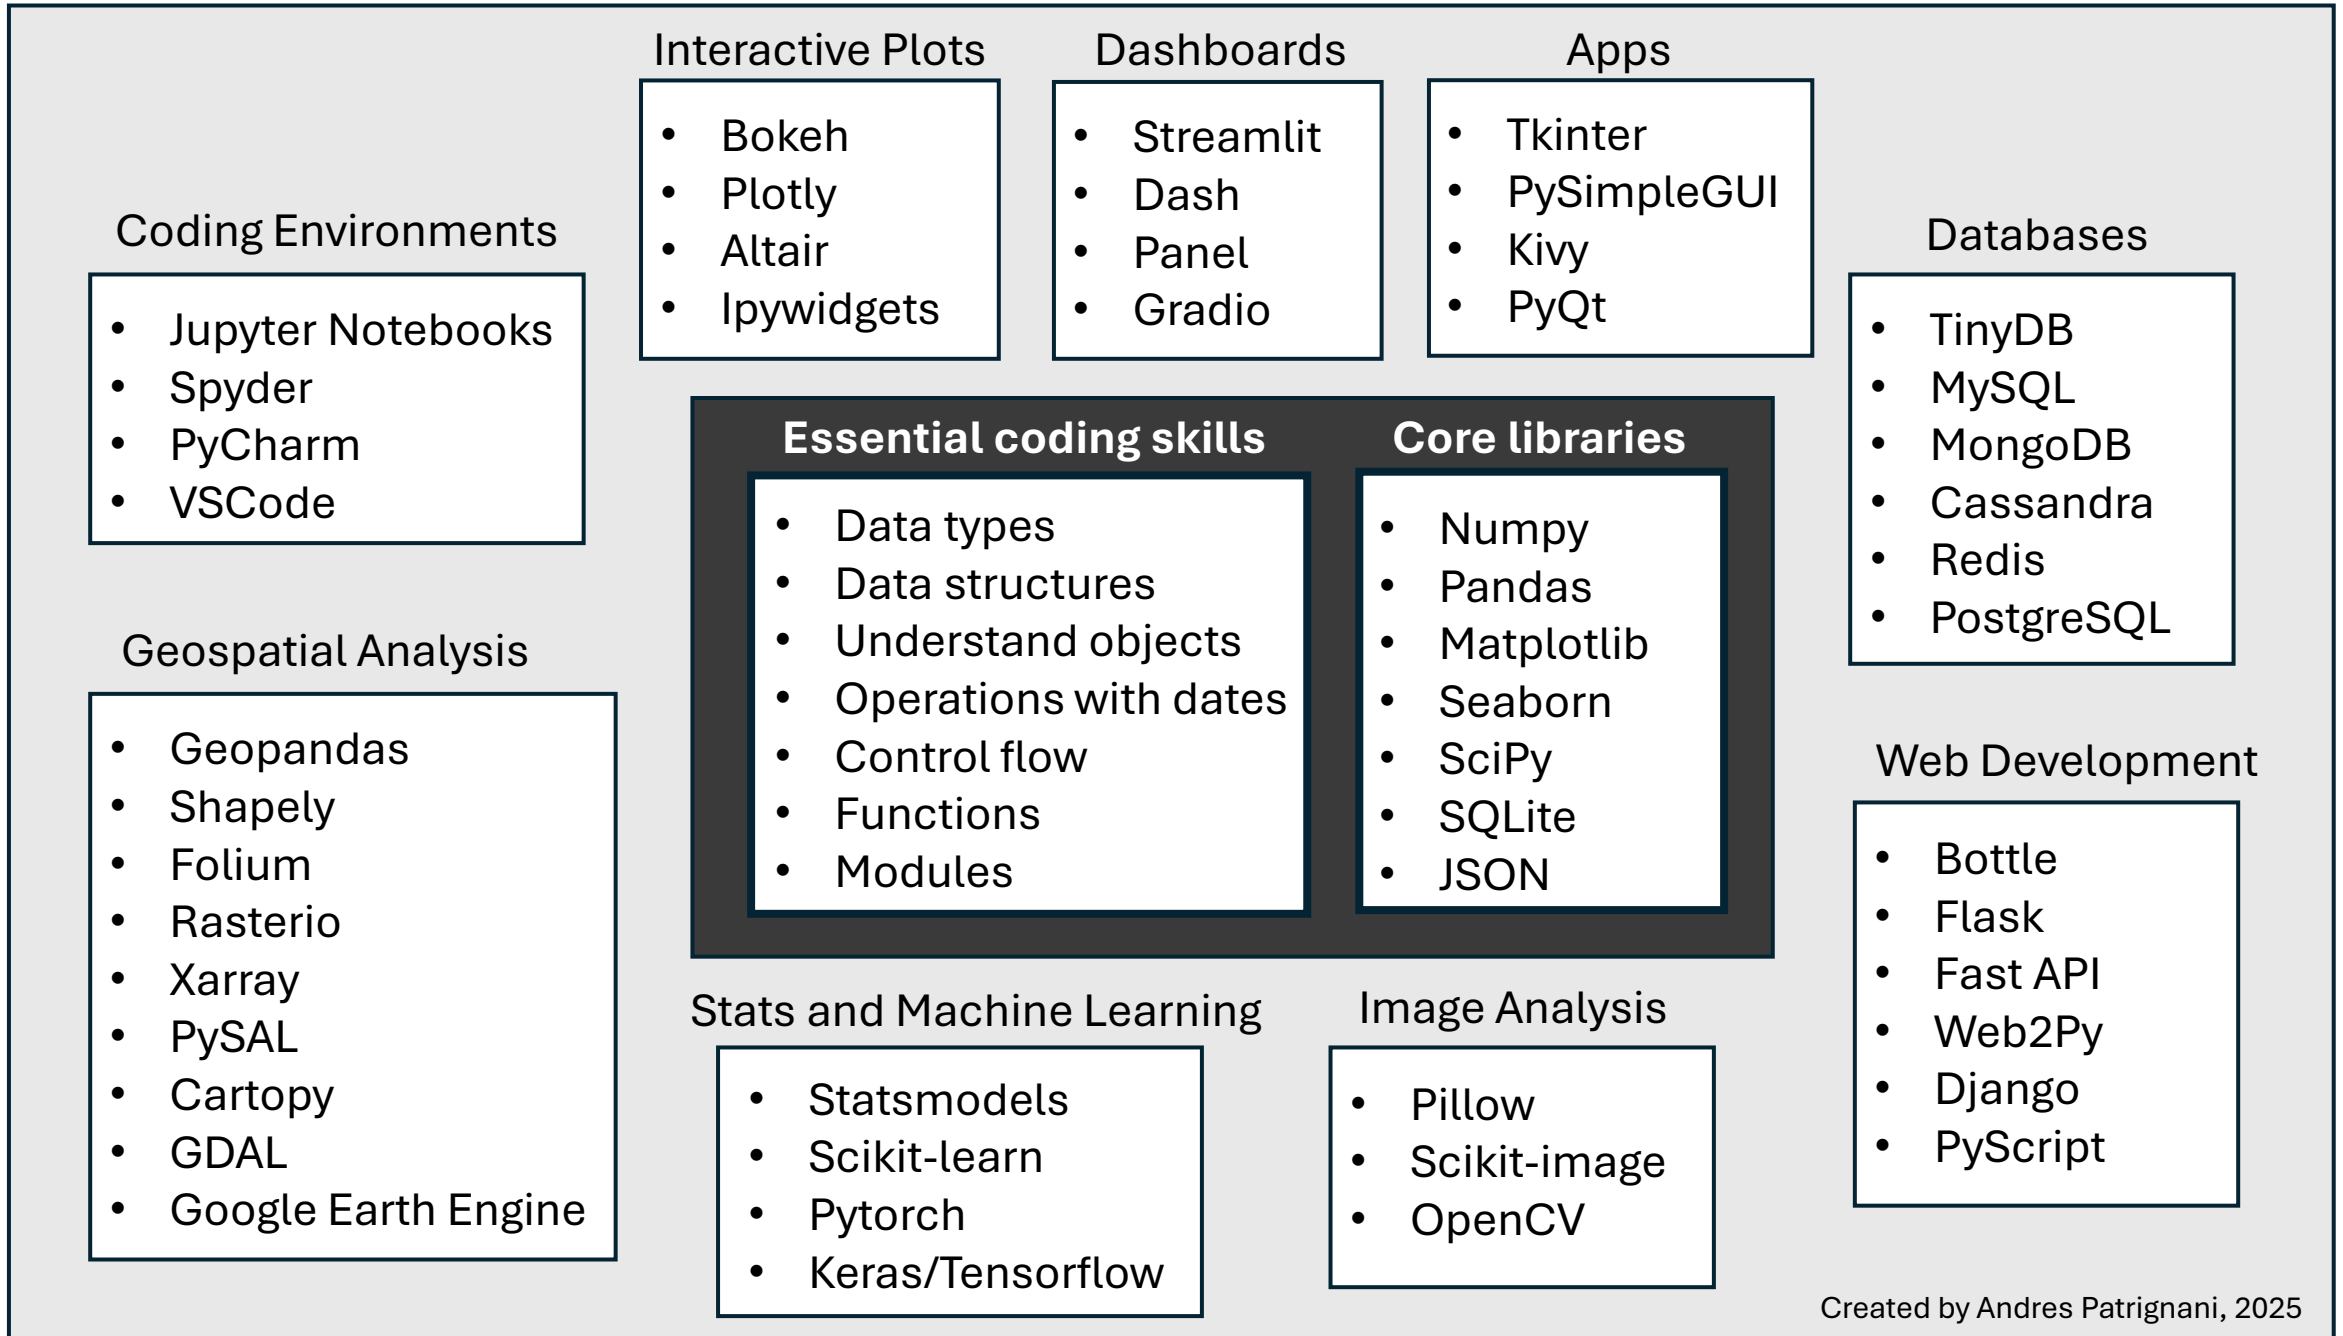 Interactive Plots
• Bokeh
• Plotly
• Altair
• Ipywidgets
Dashboards
• Streamlit
• Dash
• Panel
• Gradio
Apps
• Tkinter
• PySimpleGUI
• Kivy
• PyQt
Coding Environments
• Jupyter Notebooks
• Spyder
• PyCharm
• VSCode
Databases
• TinyDB
• MySQL
• MongoDB
• Cassandra
• Redis
• PostgreSQL
Essential coding skills
• Data types
• Data structures
• Understand objects
• Operations with dates
• Control flow
• Functions
• Modules
Core libraries
• Numpy
• Pandas
• Matplotlib
• Seaborn
• SciPy
• SQLite
• JSON
Geospatial Analysis
• Geopandas
• Shapely
• Folium
• Rasterio
• Xarray
• PySAL
• Cartopy
• GDAL
• Google Earth Engine
Web Development
• Bottle
• Flask
• Fast API
• Web2Py
• Django
• PyScript
Stats and Machine Learning
• Statsmodels
• Scikit-learn
• Pytorch
• Keras/Tensorflow
Image Analysis
• Pillow
• Scikit-image
• OpenCV
Created by Andres Patrignani, 2025